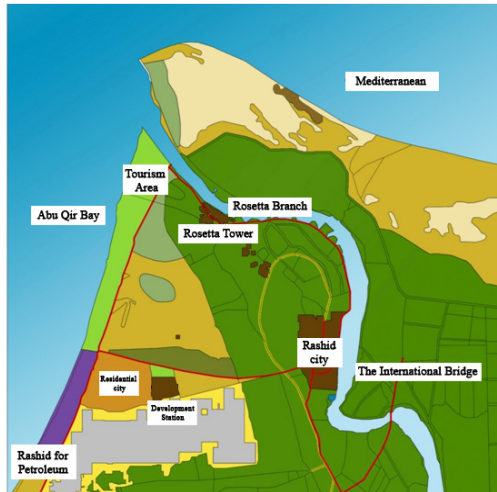 Mediterranean
Tourism
Area
Rosetta Branch
Abu Qir Bay
Rosetta Tower
Rashid
city
The International Bridge
Residential
city
Development
Station
Rashid for
Petroleum